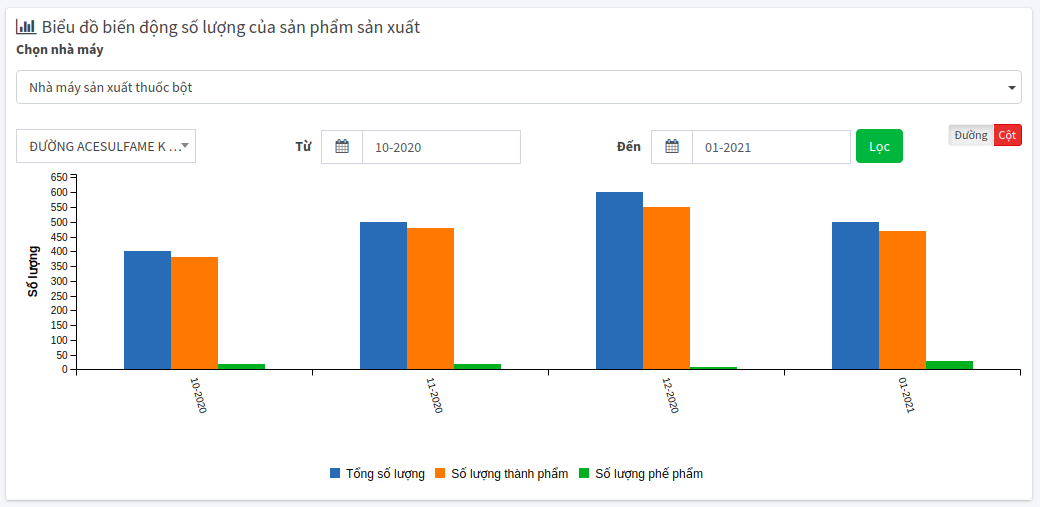 Biểu đồ biến động số lượng của sản phẩm sản xuất
Chọn nhà máy
Nhà máy sản xuất thuốc bột
ĐƯỜNG ACESULFAME K ... Từ 10-2020 Đến 01-2021 Lọc Đường Cột
650
600
550
500
450
400
350
300
250
200
150
100
50
0
Số lượng
10-2020 11-2020 12-2020 01-2021
Tổng số lượng Số lượng thành phẩm Số lượng phế phẩm